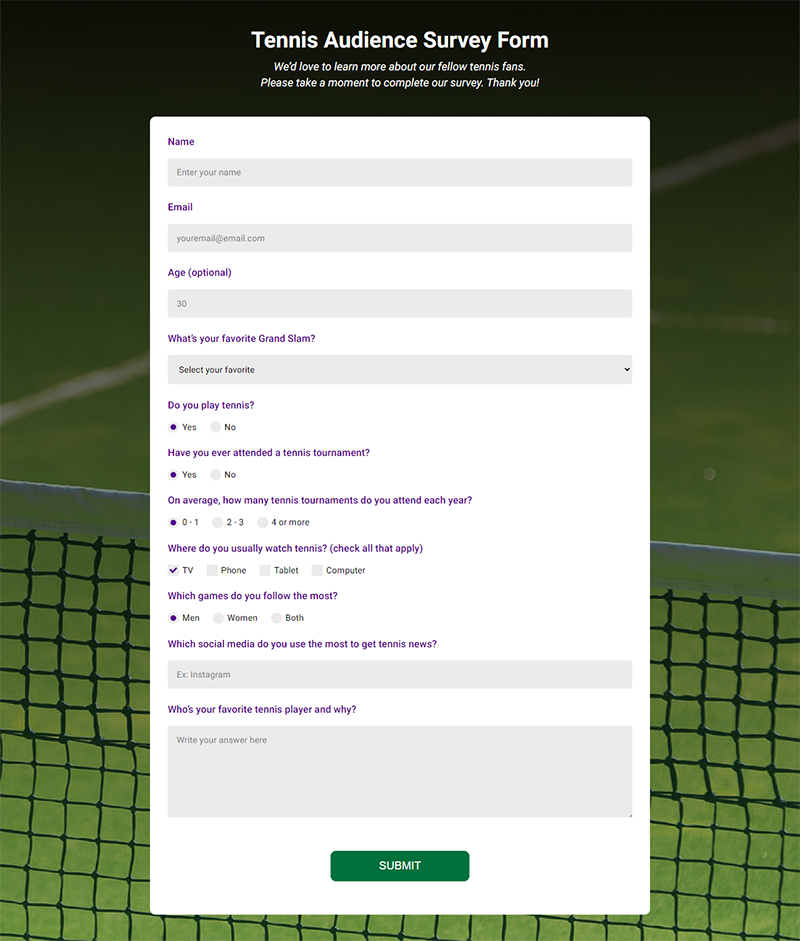 Tennis Audience Survey Form
We'd love to learn more about our fellow tennis fans.
Please take a moment to complete our survey. Thank you!
Name
Enter your name
Email
youremail@email.com
Age (optional)
30
What's your favorite Grand Slam?
Select your favorite
Do you play tennis?
Yes No
Have you ever attended a tennis tournament?
Yes No
On average, how many tennis tournaments do you attend each year?
0 - 1 2 - 3 4 or more
Where do you usually watch tennis? (check all that apply)
TV Phone Tablet Computer
Which games do you follow the most?
Men Women Both
Which social media do you use the most to get tennis news?
Ex: Instagram
Who's your favorite tennis player and why?
Write your answer here
SUBMIT